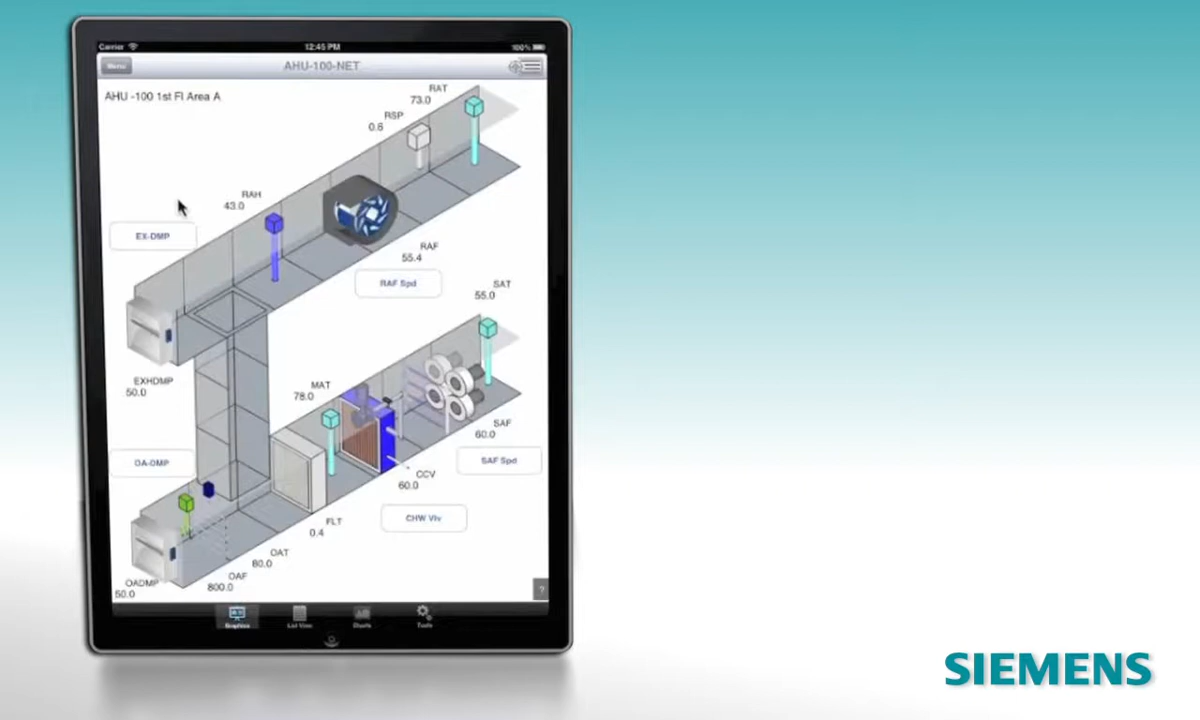 Carrier
12:45 PM
100%
Menu
AHU-100-NET
AHU -100 1st Fl Area A
RAT
73.0
RSP
0.6
RAH
43.0
EX-DMP
RAF
55.4
RAF Spd
SAT
55.0
EXHDMP
50.0
MAT
78.0
SAF
60.0
OA-DMP
SAF Spd
CCV
60.0
CHW Vlv
FLT
0.4
OAT
80.0
OAF
800.0
OADMP
50.0
?
Graphics
List View
Charts
Tools
SIEMENS